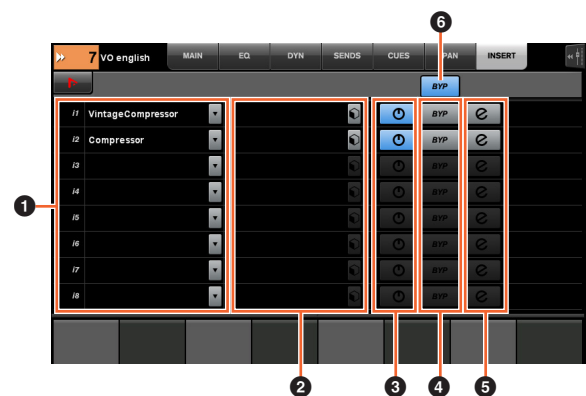 6
7 VO english MAIN EQ DYN SENDS CUES PAN INSERT
BYP
i1 VintageCompressor BYP e
i2 Compressor BYP e
i3 BYP e
i4 BYP e
1
i5 BYP e
i6 BYP e
i7 BYP e
i8 BYP e
2 3 4 5